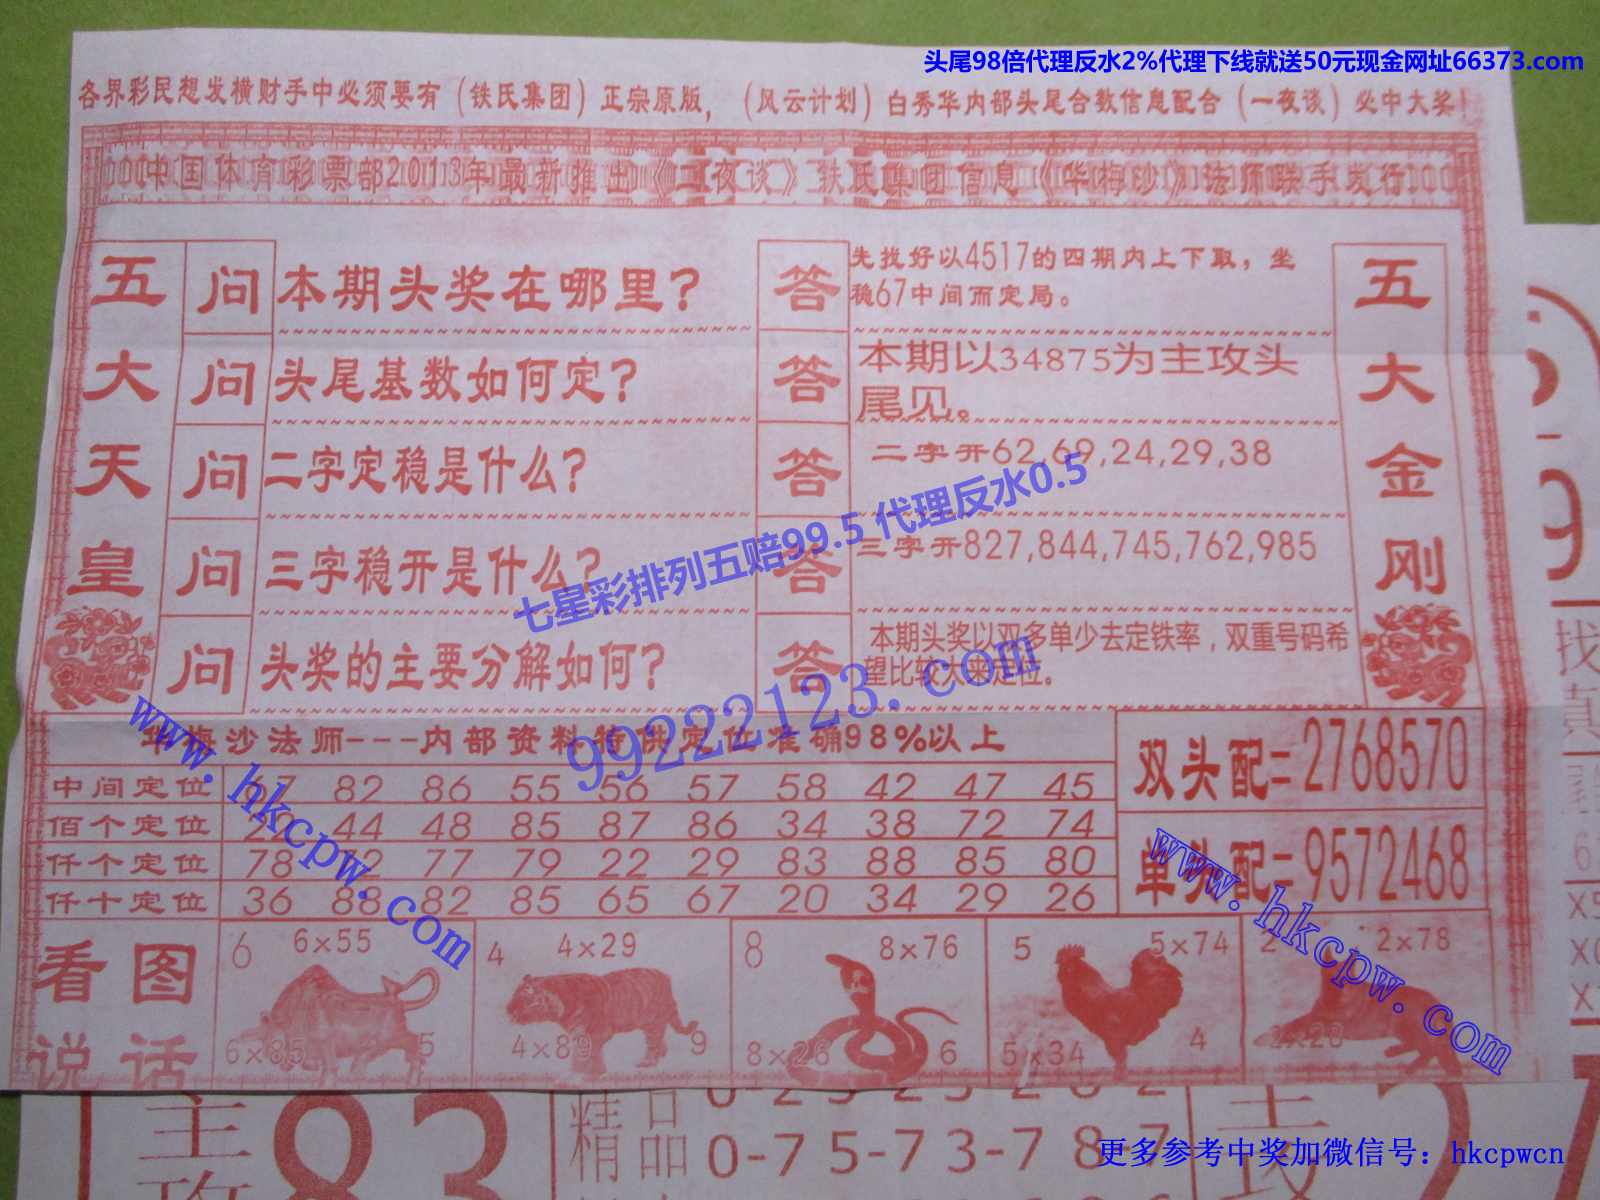 头尾98倍代理反水2%代理下线就送50元现金网址66373.com
各界彩民想发横财手中必须要有（铁氏集团）正宗原版，（风云计划）白秀华内部头尾合数信息配合（一夜谈）必中大奖！
中国体育彩票部2013年最新推出《二夜谈》铁氏集团信息《华梅沙》法师联手发行
五大天皇
问 本期头奖在哪里？
答 先找好以4517的四期内上下取，坐
稳67中间而定局。
问 头尾基数如何定？
答 本期以34875为主攻头
尾见。
问 二字定稳是什么？
答 二字开62,69,24,29,38
问 三字稳开是什么？
答 三字开827,844,745,762,985
问 头奖的主要分解如何？
答 本期头奖以双多单少去定铁率，双重号码希
望比较大来定位。
五大金刚
七星彩排列五赔99.5 代理反水0.5
99222123.com
华梅沙法师---内部资料特供定位准确98%以上
中间定位 82 86 55 56 57 58 42 47 45
佰个定位 44 48 85 87 86 34 38 72 74
仟个定位 78 72 77 79 22 29 83 88 85 80
仟十定位 36 88 82 85 65 67 20 34 29 26
双头配=2768570
单头配=9572468
www.hkcpw.com
www.hkcpw.com
看图
说话
6 6×55
6×85 5
4 4×29
4×89 9
8 8×76
8×26 6
5 5×74
5×34 4
2 2×78
2×20
主攻
83
精品
0-75-73-78-7
主攻
找
真
6
X5
更多参考中奖加微信号：hkcpwcn